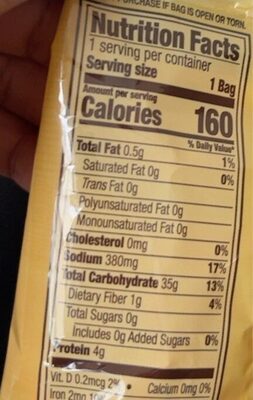 PURCHASE IF BAG IS OPEN OR TORN.
Nutrition Facts
1 serving per container
Serving size 1 Bag
Amount per serving
Calories 160
% Daily Value*
Total Fat 0.5g 1%
Saturated Fat 0g 0%
Trans Fat 0g
Polyunsaturated Fat 0g
Monounsaturated Fat 0g
Cholesterol 0mg 0%
Sodium 380mg 17%
Total Carbohydrate 35g 13%
Dietary Fiber 1g 4%
Total Sugars 0g
Includes 0g Added Sugars 0%
Protein 4g
Vit. D 0.2mcg 2% • Calcium 0mg 0%
Iron 2mg